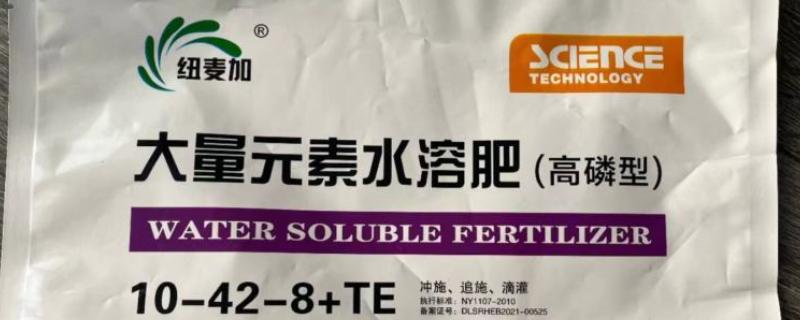 纽麦加®
SCIENCE
TECHNOLOGY
大量元素水溶肥(高磷型)
WATER SOLUBLE FERTILIZER
10-42-8+TE
冲施、追施、滴灌
执行标准: NY1107-2010
备案证号: DLSRHEB2021-00525